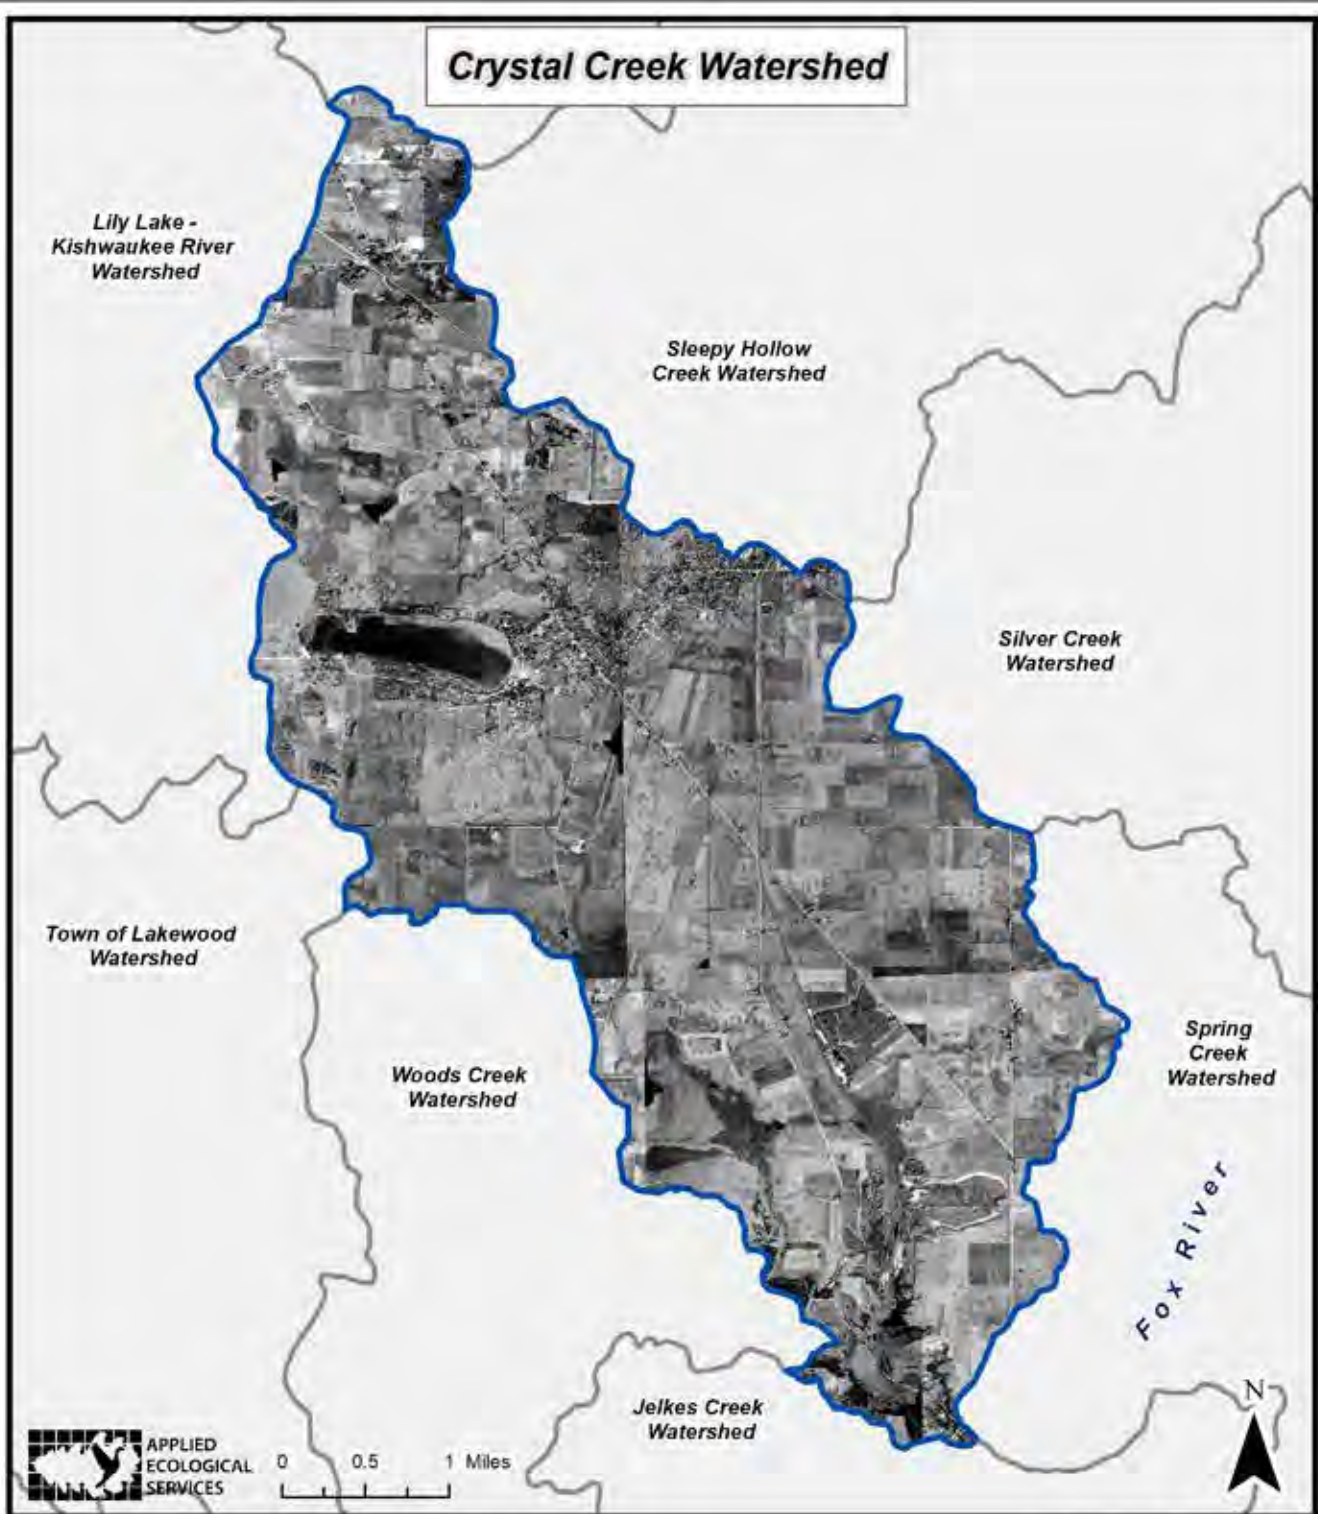 Crystal Creek Watershed
Lily Lake -
Kishwaukee River
Watershed
Sleepy Hollow
Creek Watershed
Silver Creek
Watershed
Town of Lakewood
Watershed
Spring
Creek
Watershed
Woods Creek
Watershed
Fox River
Jelkes Creek
Watershed
N
APPLIED
ECOLOGICAL
SERVICES
0 0.5 1 Miles